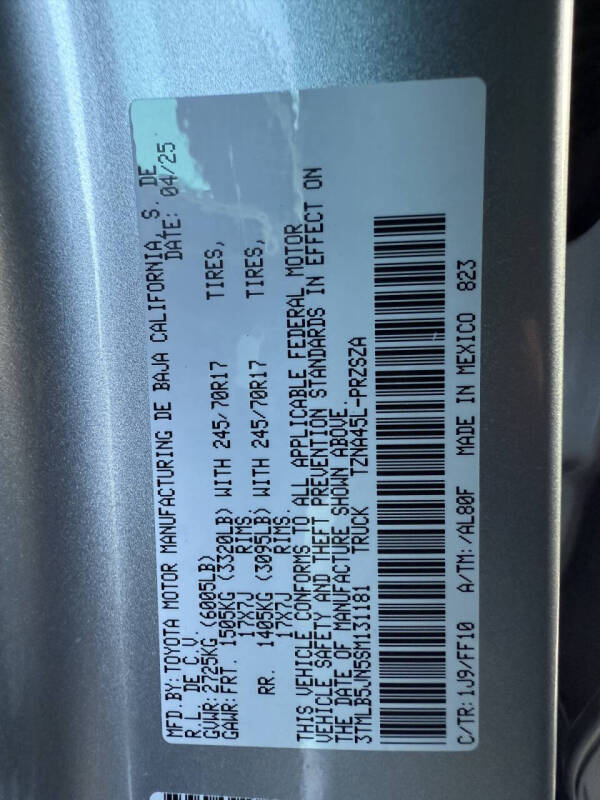 MFD.BY:TOYOTA MOTOR MANUFACTURING DE BAJA CALIFORNIA, S. DE
R.L. DE C.V. DATE: 04/25
GVWR:2725KG (6005LB)
GAWR:FRT. 1505KG (3320LB) WITH 245/70R17 TIRES,
17X7J RIMS
RR. 1405KG (3095LB) WITH 245/70R17 TIRES,
17X7J RIMS.
THIS VEHICLE CONFORMS TO ALL APPLICABLE FEDERAL MOTOR
VEHICLE SAFETY AND THEFT PREVENTION STANDARDS IN EFFECT ON
THE DATE OF MANUFACTURE SHOWN ABOVE.
3TMLB5JN5SM131181 TRUCK TZNA45L-PRZSZA
C/TR:1J9/FF10 A/TM:/AL80F MADE IN MEXICO 823